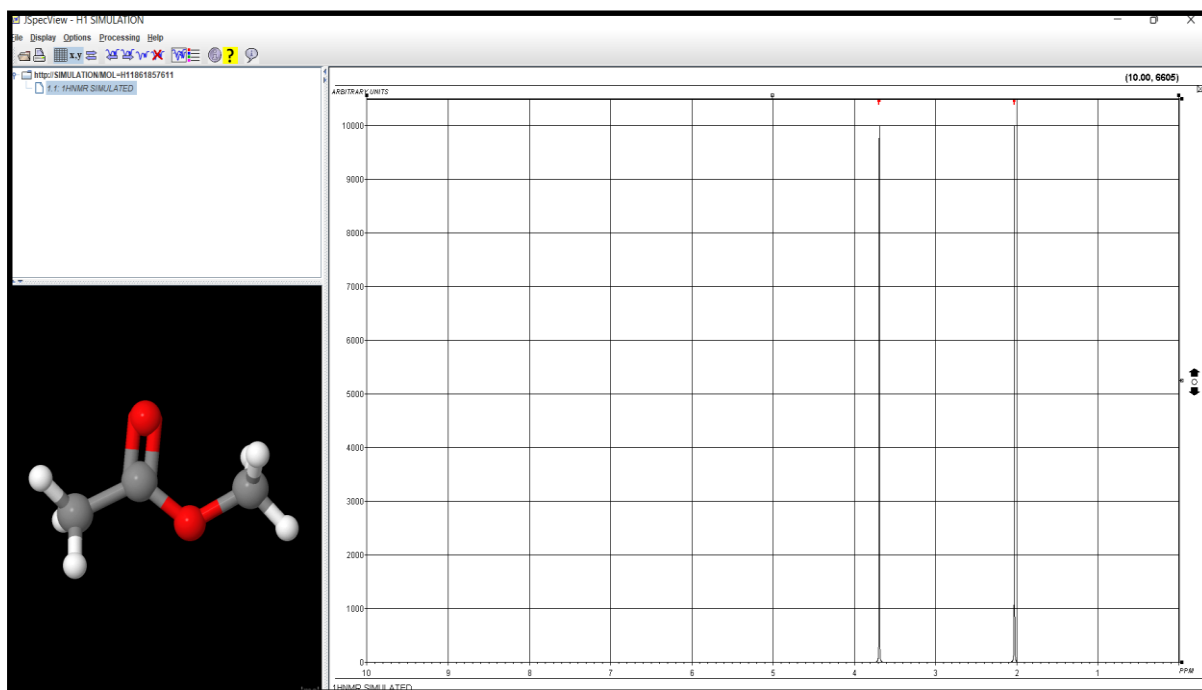 JSpecView - H1 SIMULATION
File Display Options Processing Help
x,y
?
http://SIMULATION/MOL=H11861857611
1.1: 1HNMR SIMULATED
(10.00, 6605)
ARBITRARY UNITS
10000
9000
8000
7000
6000
5000
4000
3000
2000
1000
0
10 9 8 7 6 5 4 3 2 1
PPM
1HNMR SIMULATED